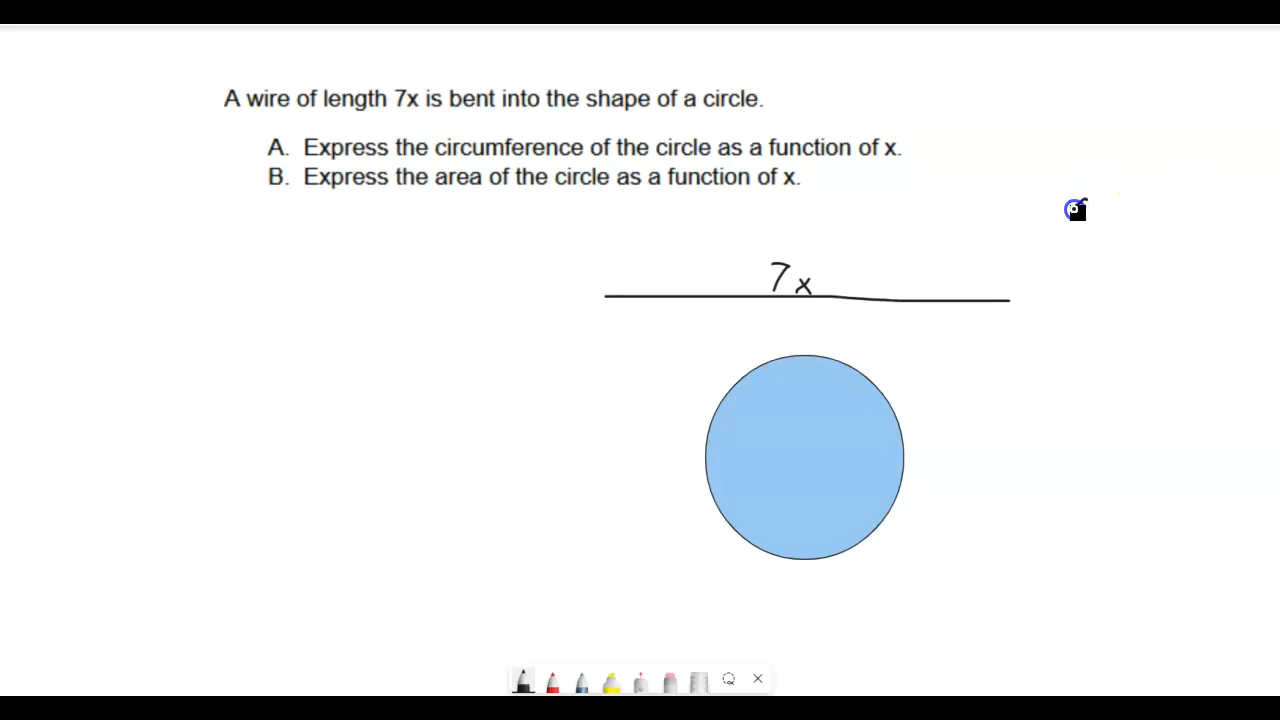 A wire of length 7x is bent into the shape of a circle.
A. Express the circumference of the circle as a function of x.
B. Express the area of the circle as a function of x.
7x